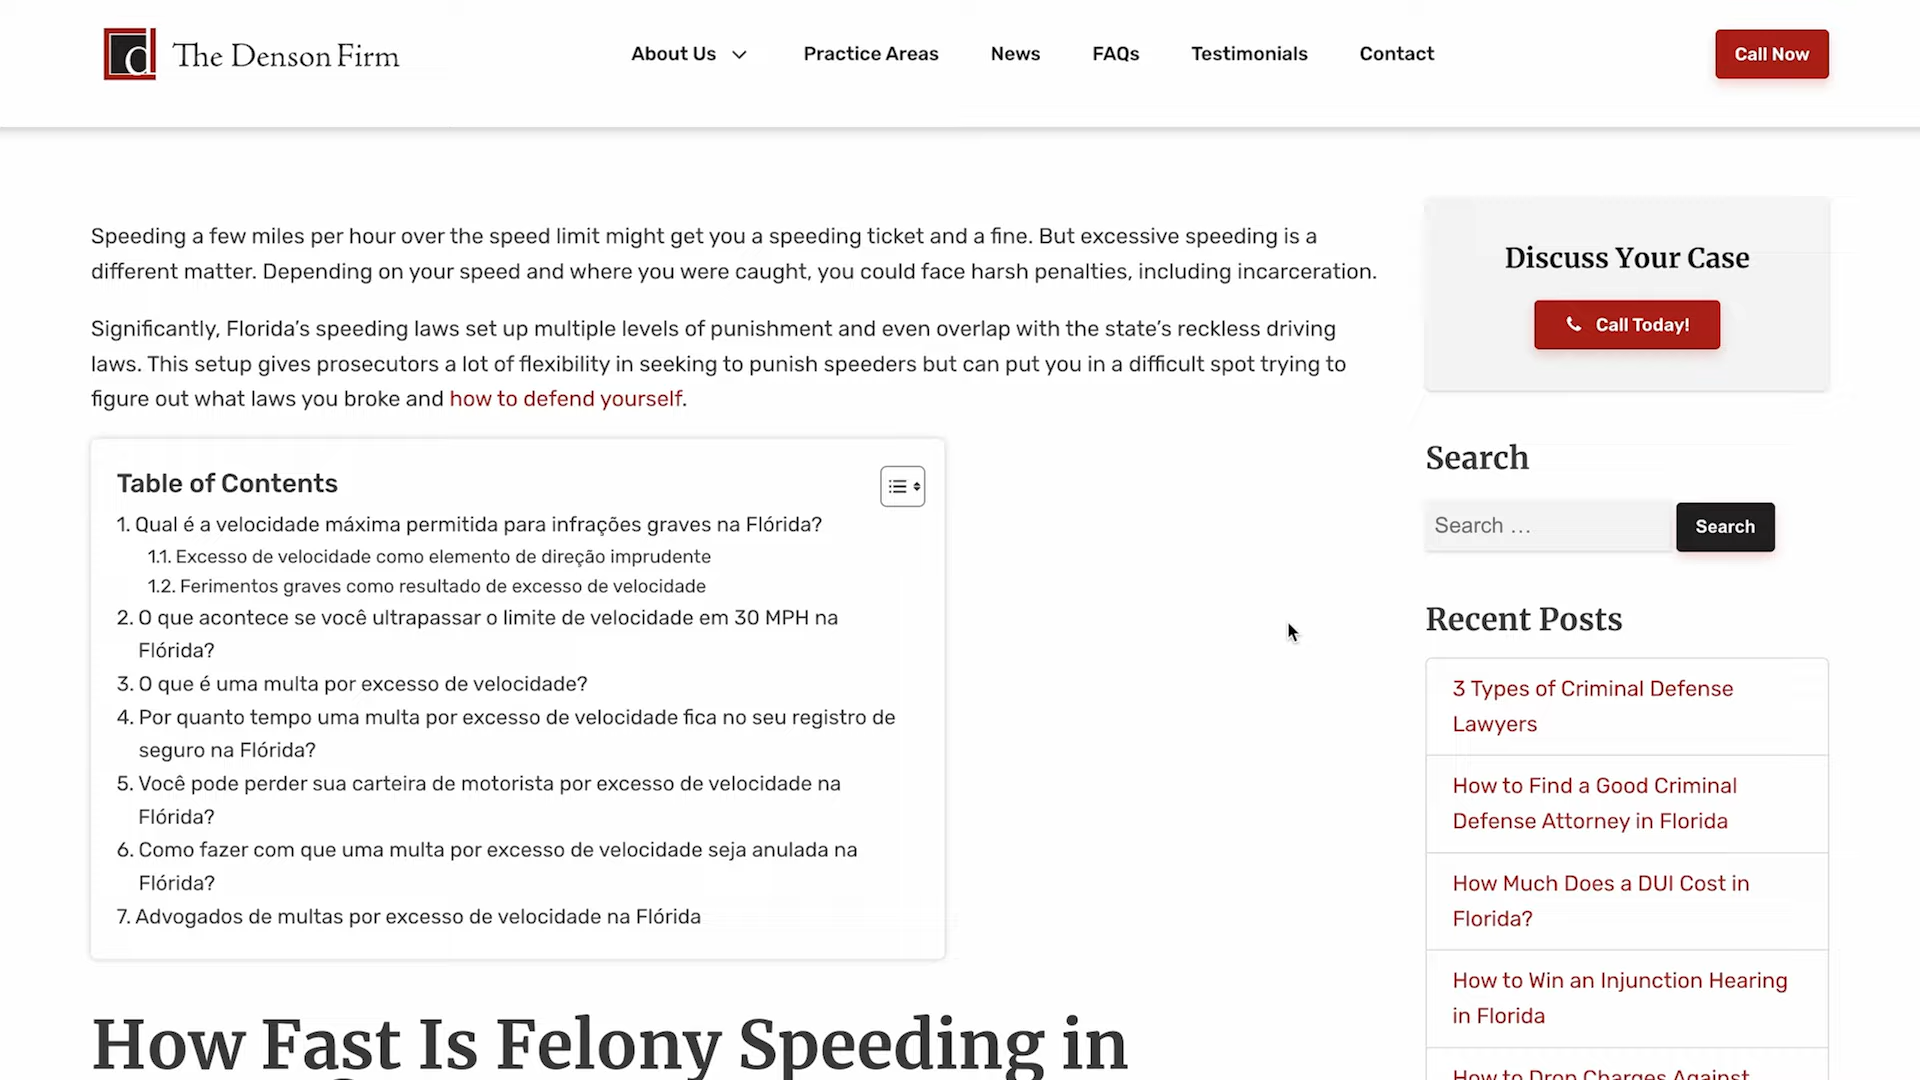 d The Denson Firm
About Us
Practice Areas
News
FAQs
Testimonials
Contact
Call Now
Speeding a few miles per hour over the speed limit might get you a speeding ticket and a fine. But excessive speeding is a
different matter. Depending on your speed and where you were caught, you could face harsh penalties, including incarceration.
Significantly, Florida’s speeding laws set up multiple levels of punishment and even overlap with the state’s reckless driving
laws. This setup gives prosecutors a lot of flexibility in seeking to punish speeders but can put you in a difficult spot trying to
figure out what laws you broke and how to defend yourself.
Table of Contents
1. Qual é a velocidade máxima permitida para infrações graves na Flórida?
1.1. Excesso de velocidade como elemento de direção imprudente
1.2. Ferimentos graves como resultado de excesso de velocidade
2. O que acontece se você ultrapassar o limite de velocidade em 30 MPH na
Flórida?
3. O que é uma multa por excesso de velocidade?
4. Por quanto tempo uma multa por excesso de velocidade fica no seu registro de
seguro na Flórida?
5. Você pode perder sua carteira de motorista por excesso de velocidade na
Flórida?
6. Como fazer com que uma multa por excesso de velocidade seja anulada na
Flórida?
7. Advogados de multas por excesso de velocidade na Flórida
How Fast Is Felony Speeding in
Discuss Your Case
Call Today!
Search
Search …
Search
Recent Posts
3 Types of Criminal Defense
Lawyers
How to Find a Good Criminal
Defense Attorney in Florida
How Much Does a DUI Cost in
Florida?
How to Win an Injunction Hearing
in Florida
How to Drop Charges Against